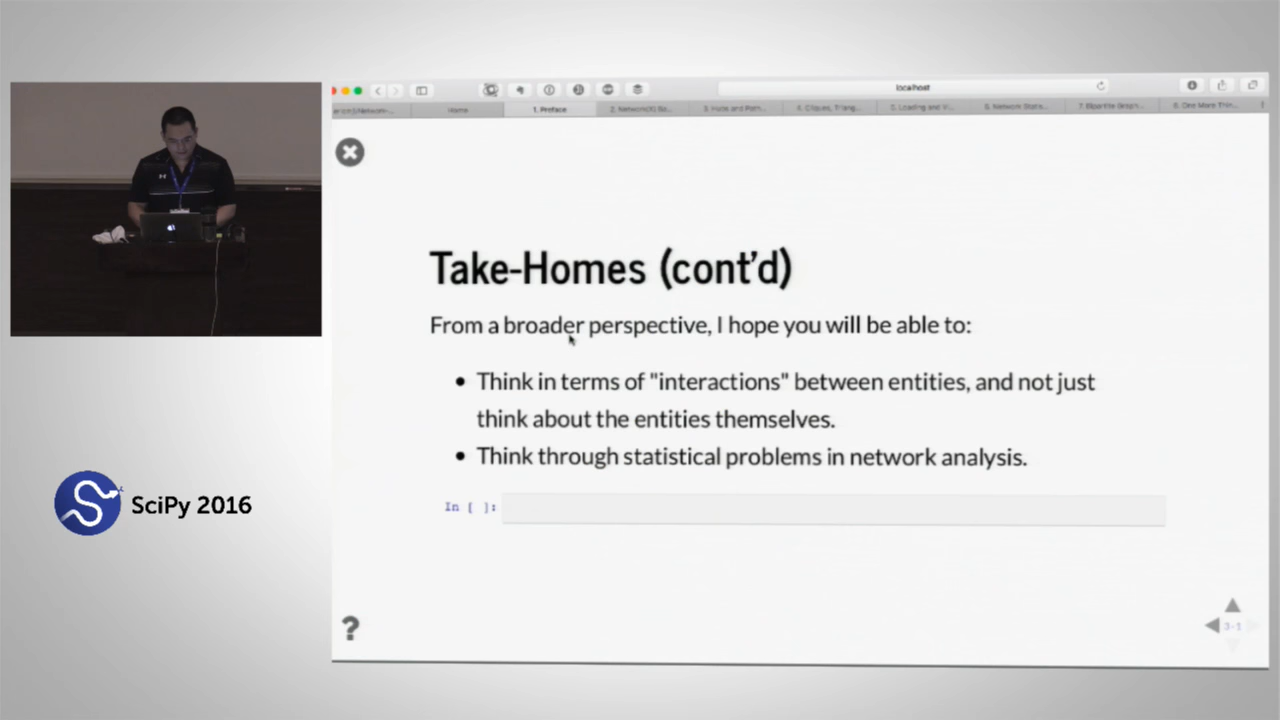 localhost
Home
1. Preface
Take-Homes (cont'd)
From a broader perspective, I hope you will be able to:
Think in terms of "interactions" between entities, and not just
think about the entities themselves.
Think through statistical problems in network analysis.
In [ ]:
SciPy 2016
?
3-1